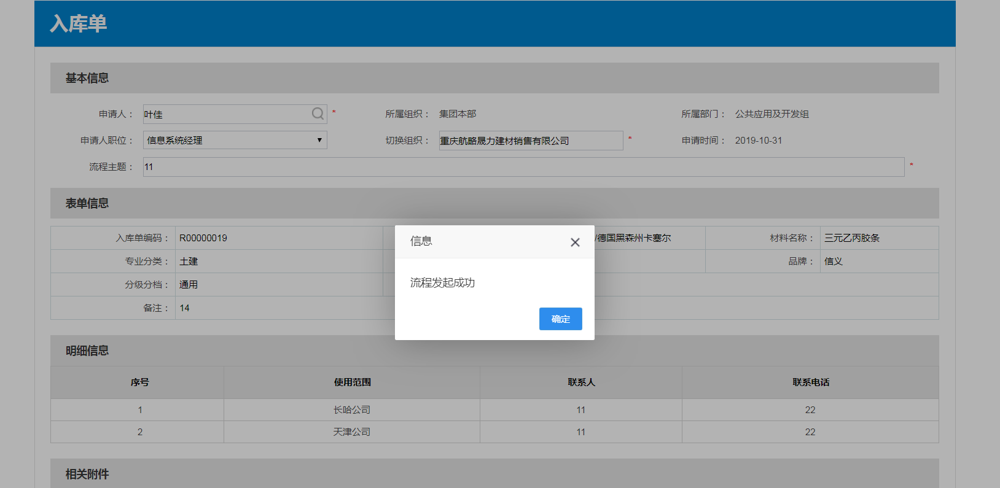 入库单
基本信息
申请人： 叶佳 * 所属组织： 集团本部 所属部门： 公共应用及开发组
申请人职位： 信息系统经理 切换组织： 重庆航略晟力建材销售有限公司 * 申请时间： 2019-10-31
流程主题： 11 *
表单信息
入库单编码： R00000019 /德国黑森州卡塞尔 材料名称： 三元乙丙胶条
专业分类： 土建 品牌： 信义
分级分档： 通用
备注： 14
信息
流程发起成功
确定
明细信息
序号 使用范围 联系人 联系电话
1 长哈公司 11 22
2 天津公司 11 22
相关附件